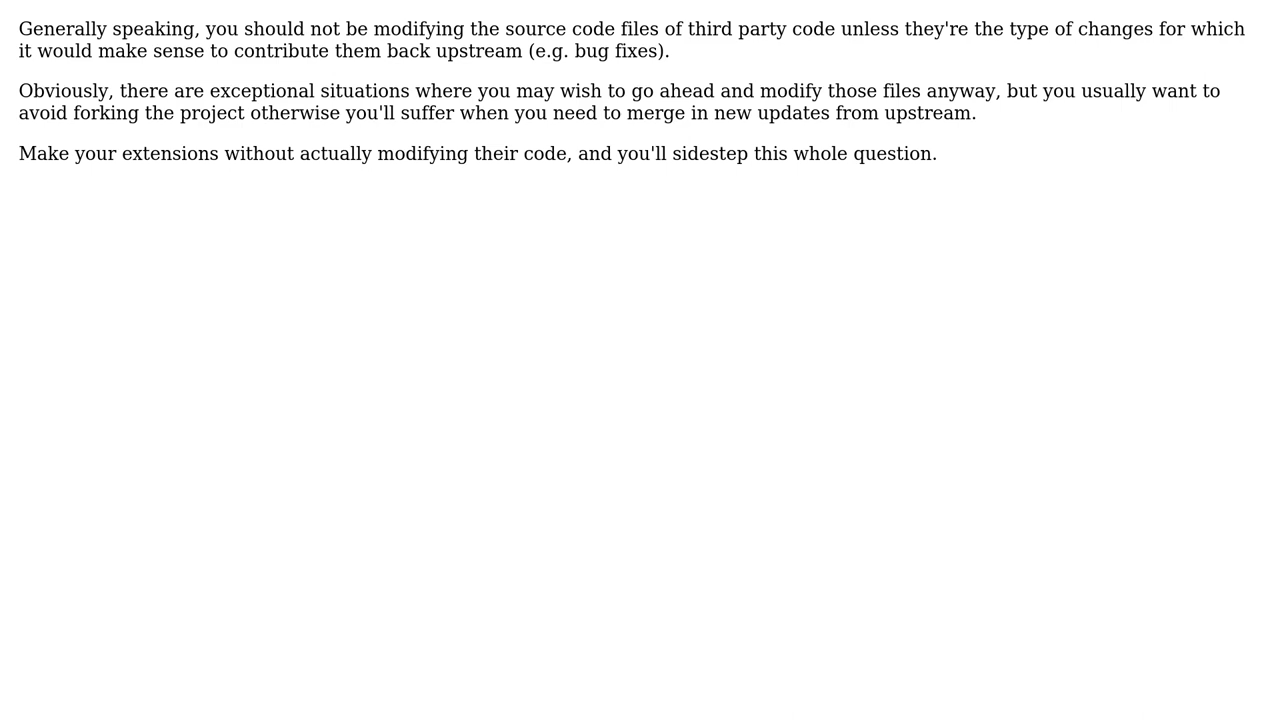 Generally speaking, you should not be modifying the source code files of third party code unless they're the type of changes for which
it would make sense to contribute them back upstream (e.g. bug fixes).
Obviously, there are exceptional situations where you may wish to go ahead and modify those files anyway, but you usually want to
avoid forking the project otherwise you'll suffer when you need to merge in new updates from upstream.
Make your extensions without actually modifying their code, and you'll sidestep this whole question.